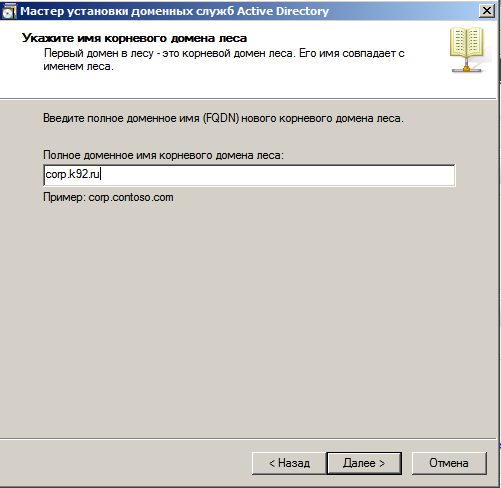 Мастер установки доменных служб Active Directory
Укажите имя корневого домена леса
Первый домен в лесу - это корневой домен леса. Его имя совпадает с
именем леса.
Введите полное доменное имя (FQDN) нового корневого домена леса.
Полное доменное имя корневого домена леса:
corp.k92.ru
Пример: corp.contoso.com
< Назад
Далее >
Отмена